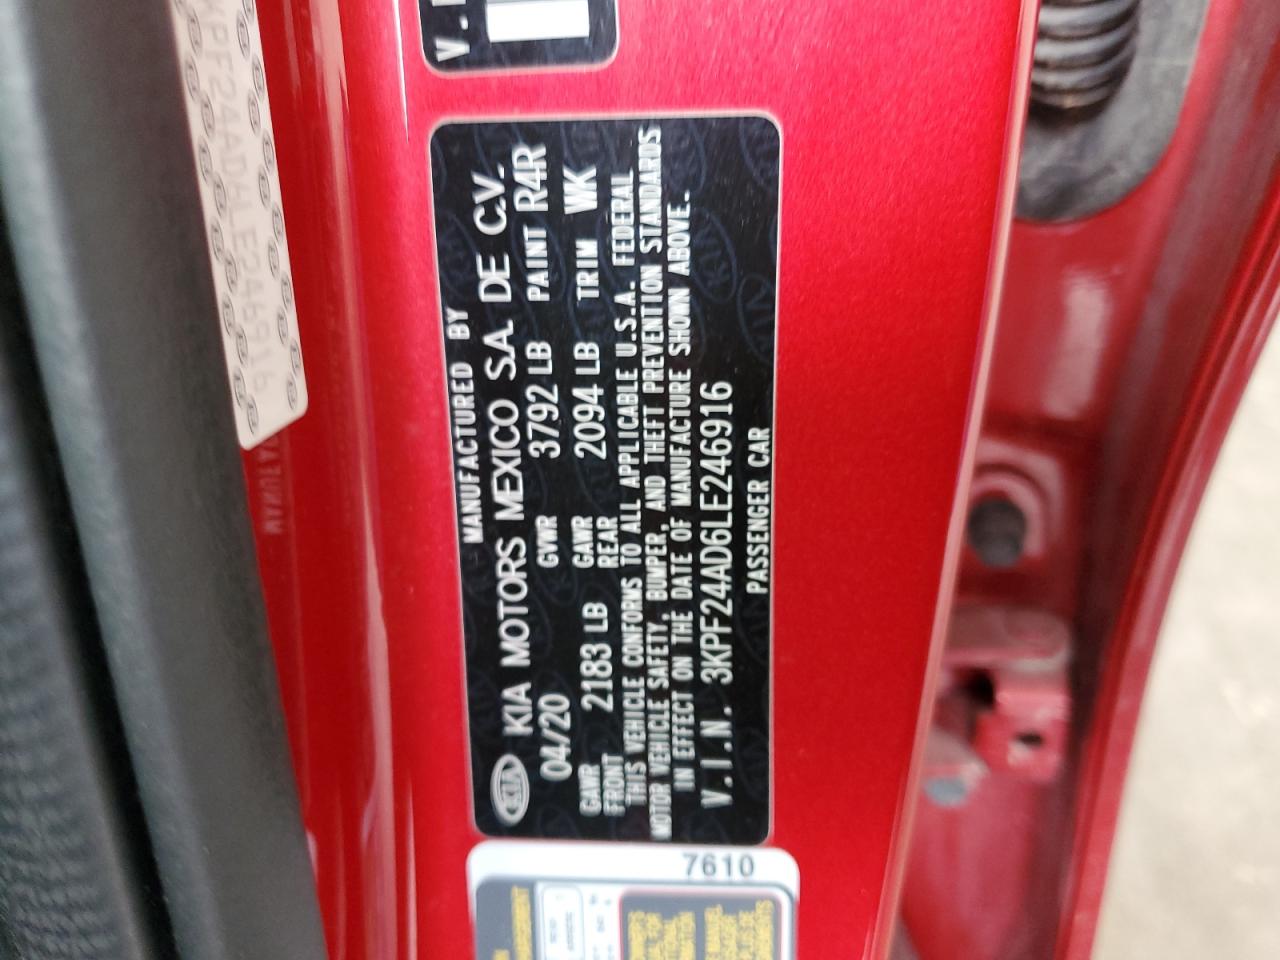 V.I
MANUFACTURED BY
KIA KIA MOTORS MEXICO S.A. DE C.V.
04/20 GVWR 3792 LB PAINT R4R
GAWR FRONT 2183 LB GAWR REAR 2094 LB TRIM WK
THIS VEHICLE CONFORMS TO ALL APPLICABLE U.S.A. FEDERAL
MOTOR VEHICLE SAFETY, BUMPER, AND THEFT PREVENTION STANDARDS
IN EFFECT ON THE DATE OF MANUFACTURE SHOWN ABOVE.
V.I.N. 3KPF24AD6LE246916
PASSENGER CAR
7610